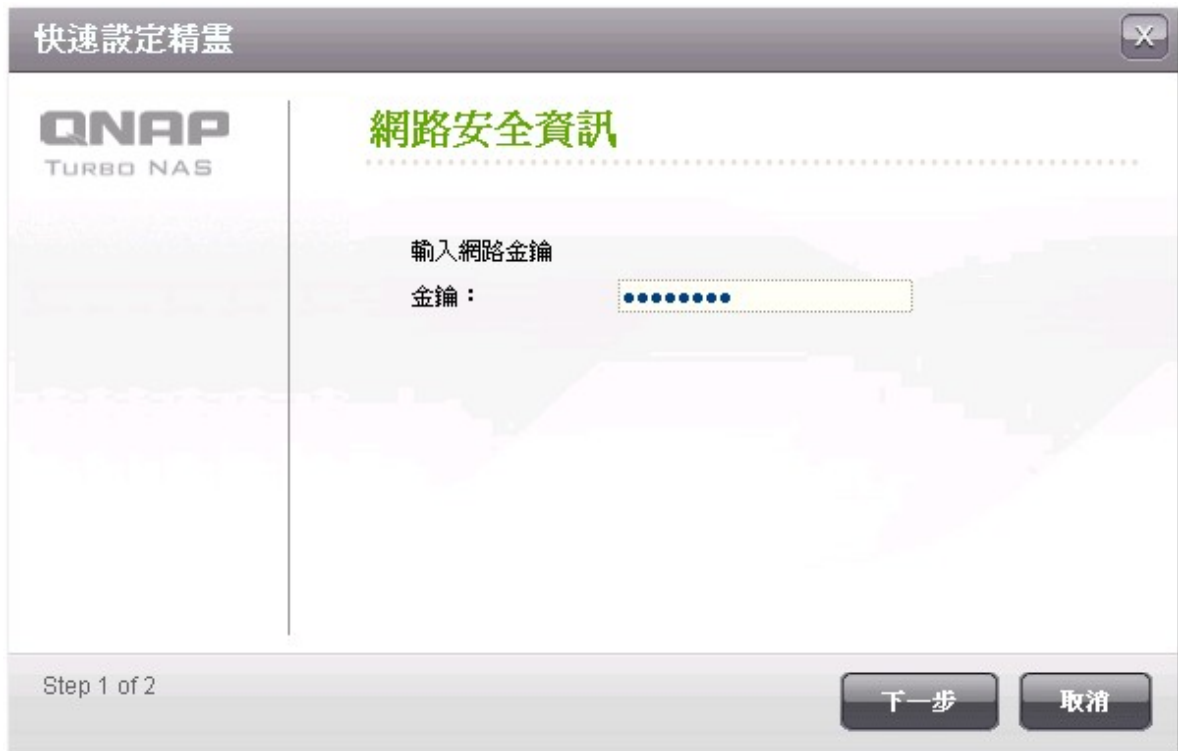 快速設定精靈
X
QNAP
TURBO NAS
網路安全資訊
輸入網路金鑰
金鑰：
••••••••
Step 1 of 2
下一步
取消